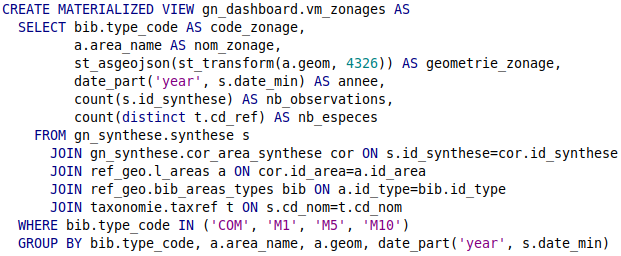 CREATE MATERIALIZED VIEW gn_dashboard.vm_zonages AS
SELECT bib.type_code AS code_zonage,
a.area_name AS nom_zonage,
st_asgeojson(st_transform(a.geom, 4326)) AS geometrie_zonage,
date_part('year', s.date_min) AS annee,
count(s.id_synthese) AS nb_observations,
count(distinct t.cd_ref) AS nb_especes
FROM gn_synthese.synthese s
JOIN gn_synthese.cor_area_synthese cor ON s.id_synthese=cor.id_synthese
JOIN ref_geo.l_areas a ON cor.id_area=a.id_area
JOIN ref_geo.bib_areas_types bib ON a.id_type=bib.id_type
JOIN taxonomie.taxref t ON s.cd_nom=t.cd_nom
WHERE bib.type_code IN ('COM', 'M1', 'M5', 'M10')
GROUP BY bib.type_code, a.area_name, a.geom, date_part('year', s.date_min)